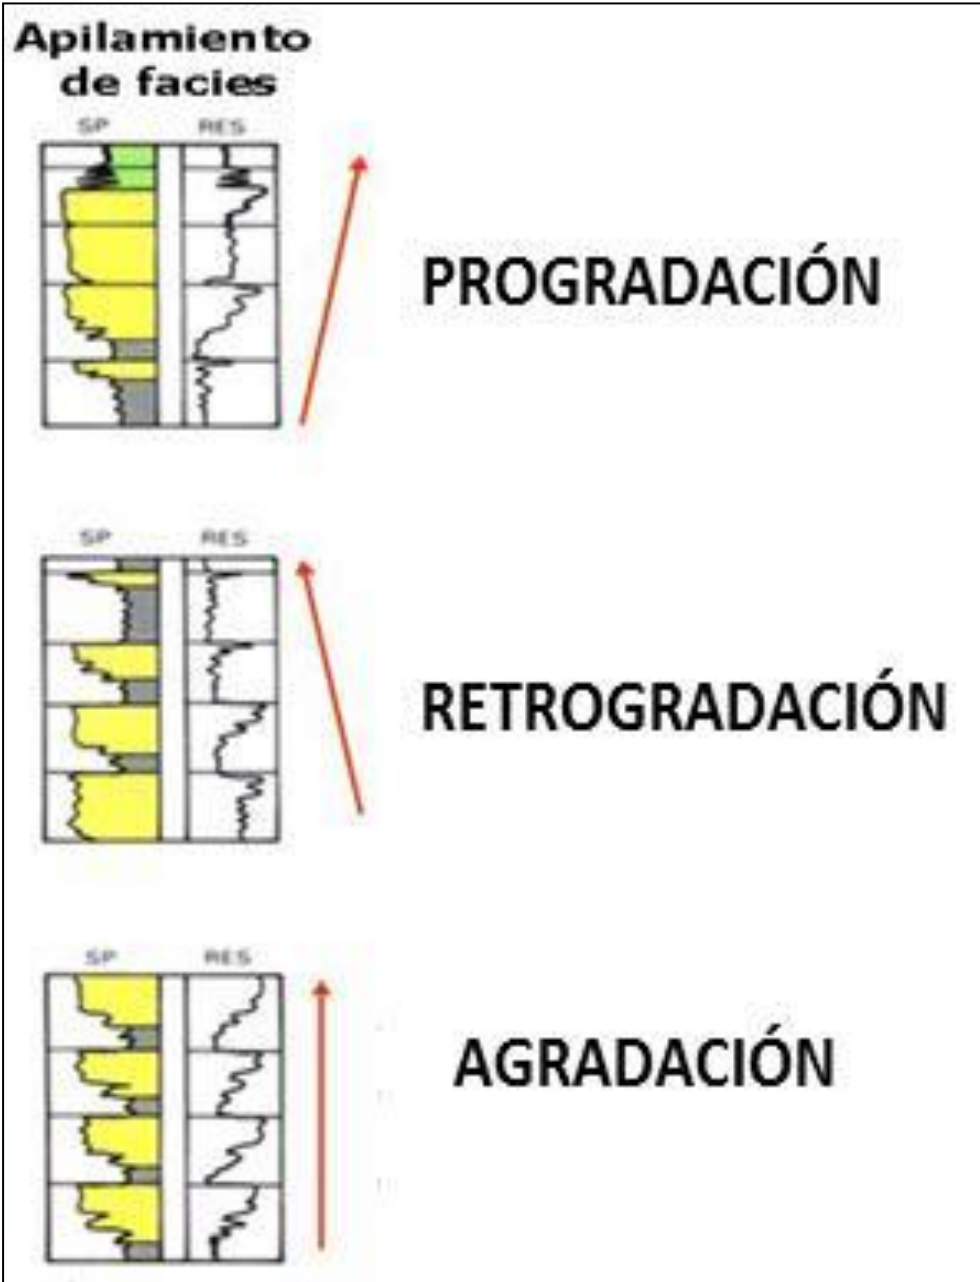 Apilamiento
de facies
SP RES
PROGRADACIÓN
SP RES
RETROGRADACIÓN
SP RES
AGRADACIÓN